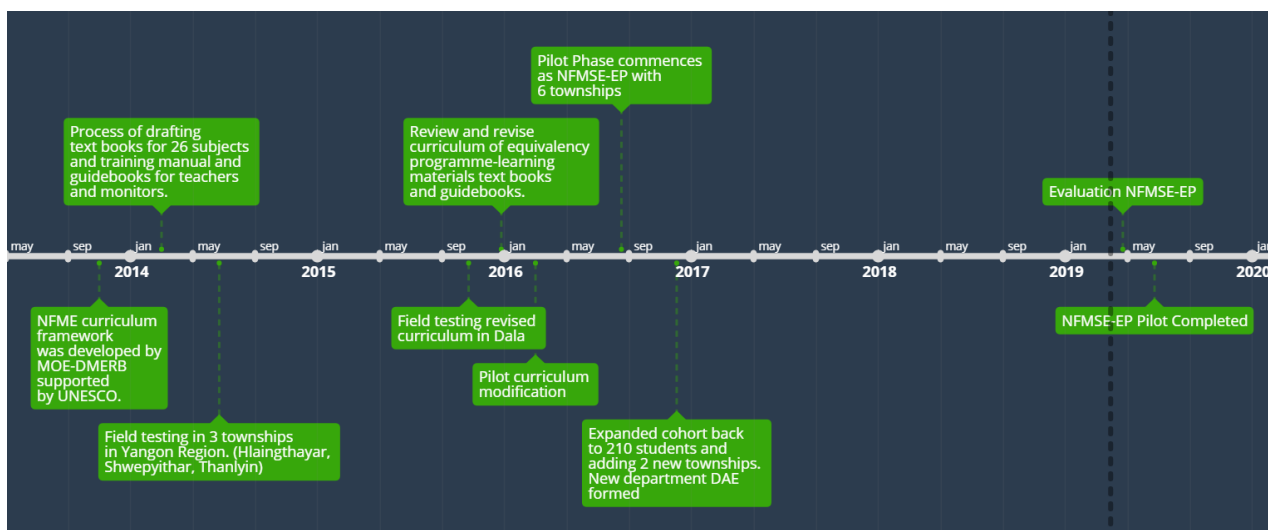 Pilot Phase commences
as NFMSE-EP with
6 townships
Process of drafting
text books for 26 subjects
and training manual and
guidebooks for teachers
and monitors.
Review and revise
curriculum of equivalency
programme-learning
materials text books
and guidebooks.
Evaluation NFMSE-EP
may sep jan may sep jan may sep jan may sep jan may sep jan may sep jan may sep jan
2014 2015 2016 2017 2018 2019 2020
NFME curriculum
framework
was developed by
MOE-DMERB
supported
by UNESCO.
Field testing revised
curriculum in Dala
NFMSE-EP Pilot Completed
Pilot curriculum
modification
Field testing in 3 townships
in Yangon Region. (Hlaingthayar,
Shwepyithar, Thanlyin)
Expanded cohort back
to 210 students and
adding 2 new townships.
New department DAE
formed